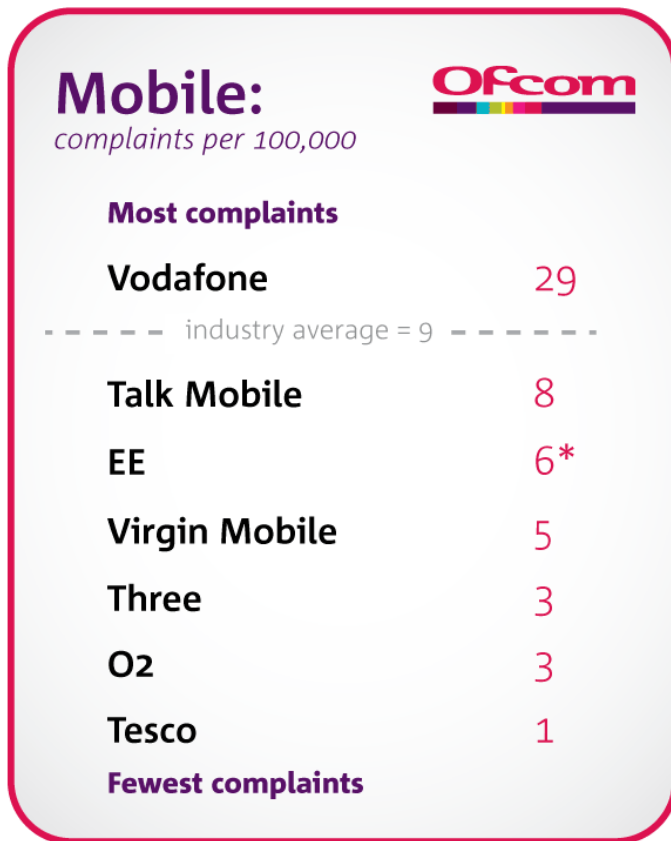 Mobile:
Ofcom
complaints per 100,000
Most complaints
Vodafone 29
industry average = 9
Talk Mobile 8
EE 6*
Virgin Mobile 5
Three 3
O2 3
Tesco 1
Fewest complaints